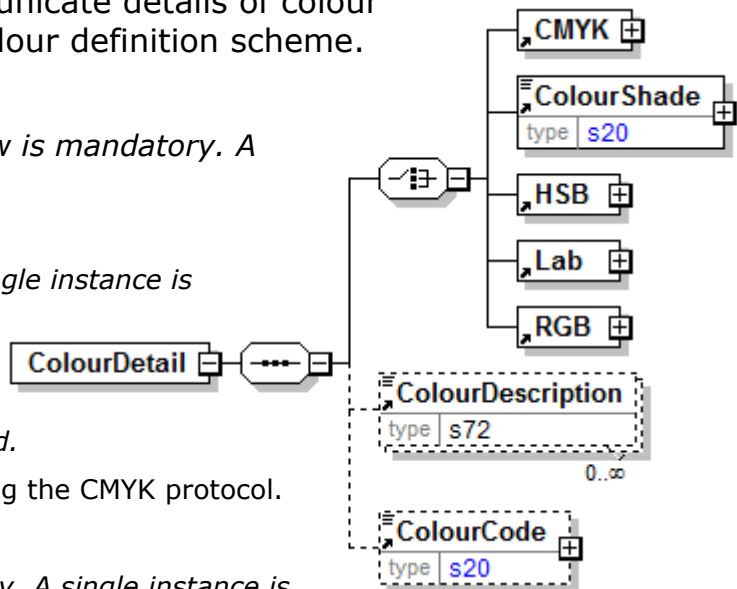 unicate details of colour
lour definition scheme.
w is mandatory. A
gle instance is
d.
g the CMYK protocol.
y. A single instance is
ColourDetail
CMYK
ColourShade
type s20
HSB
Lab
RGB
ColourDescription
type s72
0..∞
ColourCode
type s20